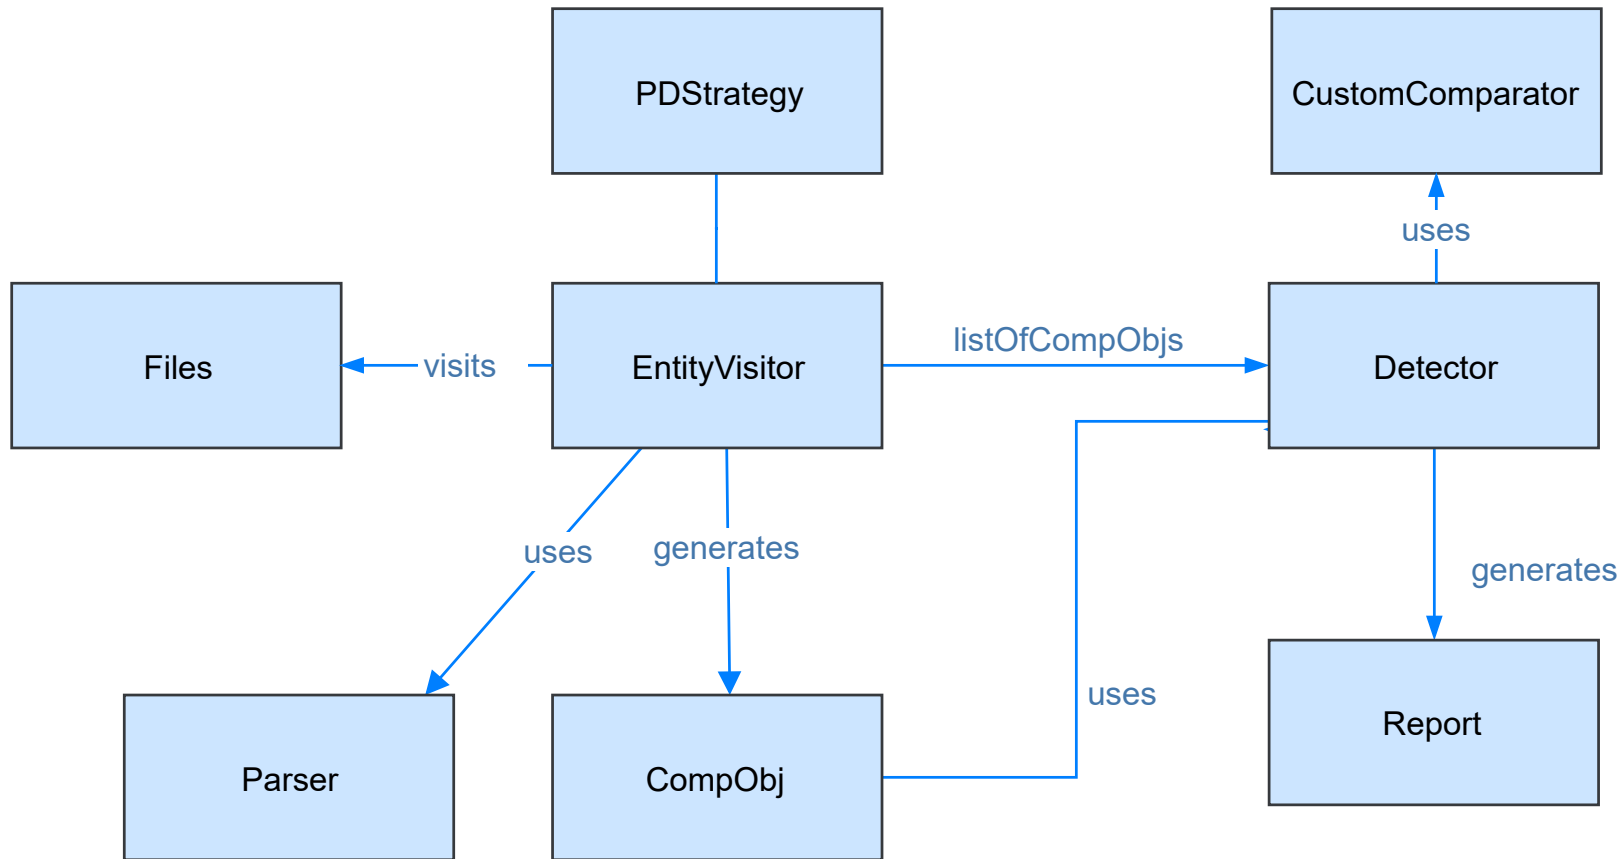 PDStrategy
CustomComparator
uses
Files
visits
EntityVisitor
listOfCompObjs
Detector
uses
generates
generates
uses
Parser
CompObj
Report